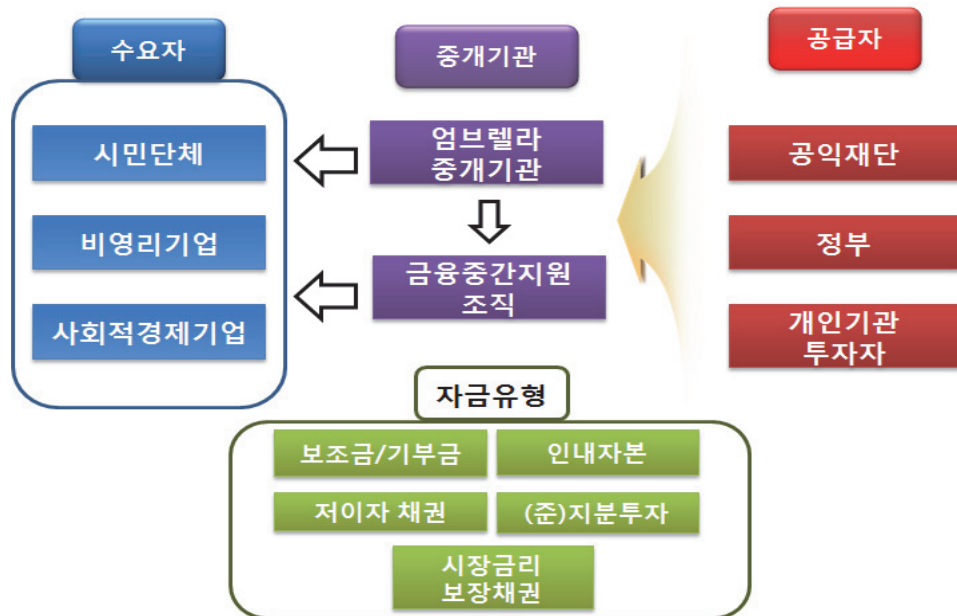 수요자
중개기관
공급자
시민단체
비영리기업
사회적경제기업
엄브렐라
중개기관
금융중간지원
조직
공익재단
정부
개인기관
투자자
자금유형
보조금/기부금
인내자본
저이자 채권
(준)지분투자
시장금리
보장채권